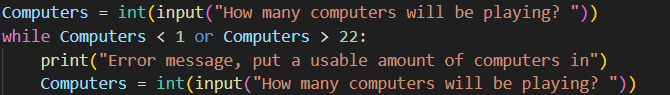 Computers = int(input("How many computers will be playing? "))
while Computers < 1 or Computers > 22:
    print("Error message, put a usable amount of computers in")
    Computers = int(input("How many computers will be playing? "))